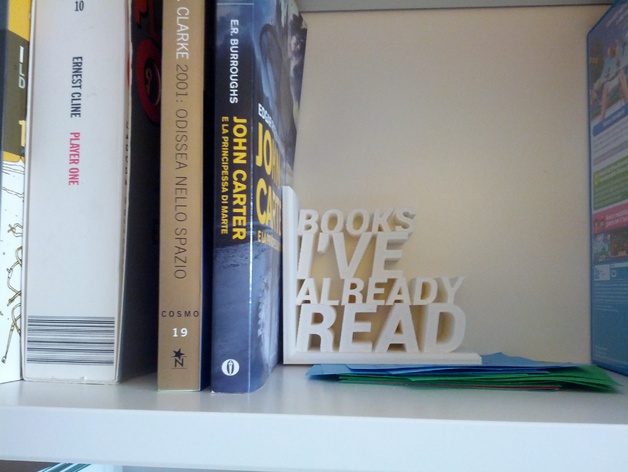 10
ERNEST CLINE PLAYER ONE
. CLARKE 2001: ODISSEA NELLO SPAZIO
COSMO
19
N
E.R. BURROUGHS
JOHN CARTER
E LA PRINCIPESSA DI MARTE
BOOKS
I'VE
ALREADY
READ